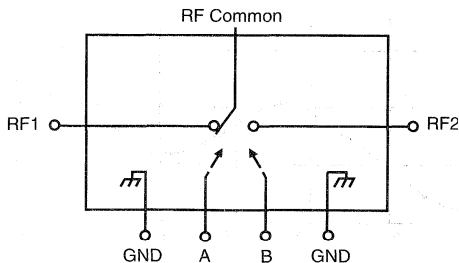 RF Common
RF1
RF2
GND
A
B
GND